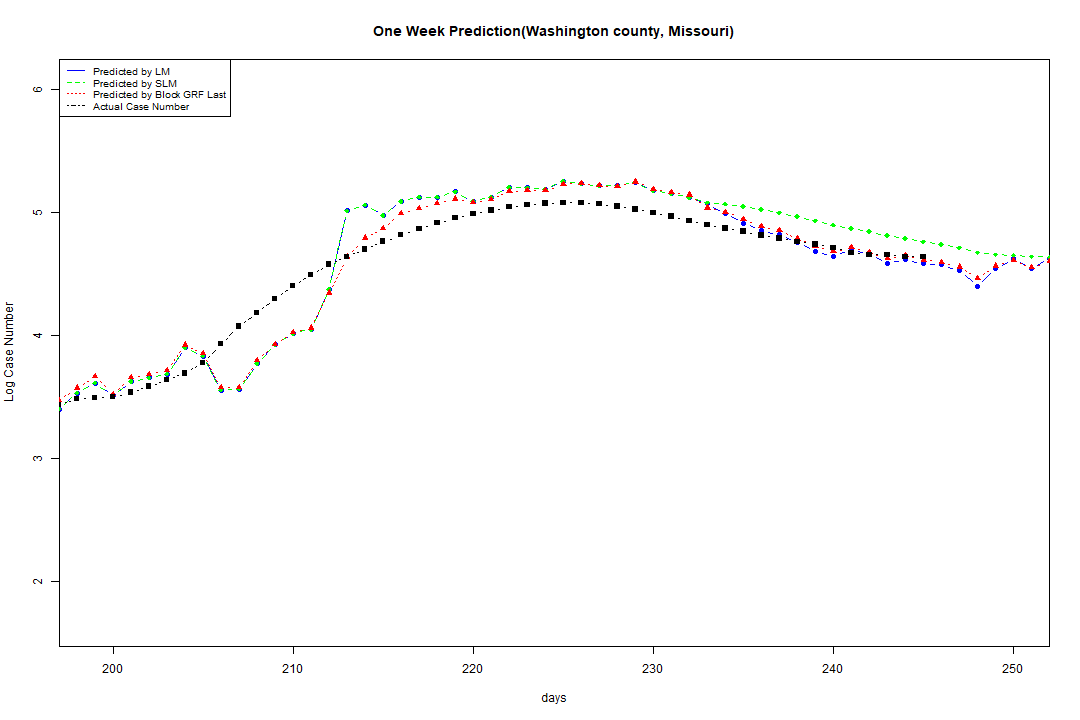 One Week Prediction(Washington county, Missouri)
Predicted by LM
Predicted by SLM
Predicted by Block GRF Last
Actual Case Number
6
5
4
3
2
Log Case Number
200 210 220 230 240 250
days